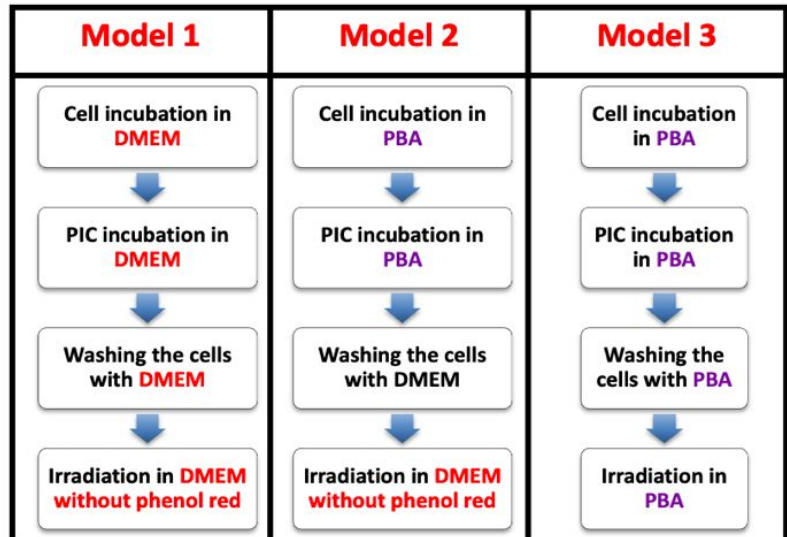 Model 1
Model 2
Model 3
Cell incubation in
DMEM
PIC incubation in
DMEM
Washing the cells
with DMEM
Irradiation in DMEM
without phenol red
Cell incubation in
PBA
PIC incubation in
PBA
Washing the cells
with DMEM
Irradiation in DMEM
without phenol red
Cell incubation
in PBA
PIC incubation
in PBA
Washing the
cells with PBA
Irradiation in
PBA